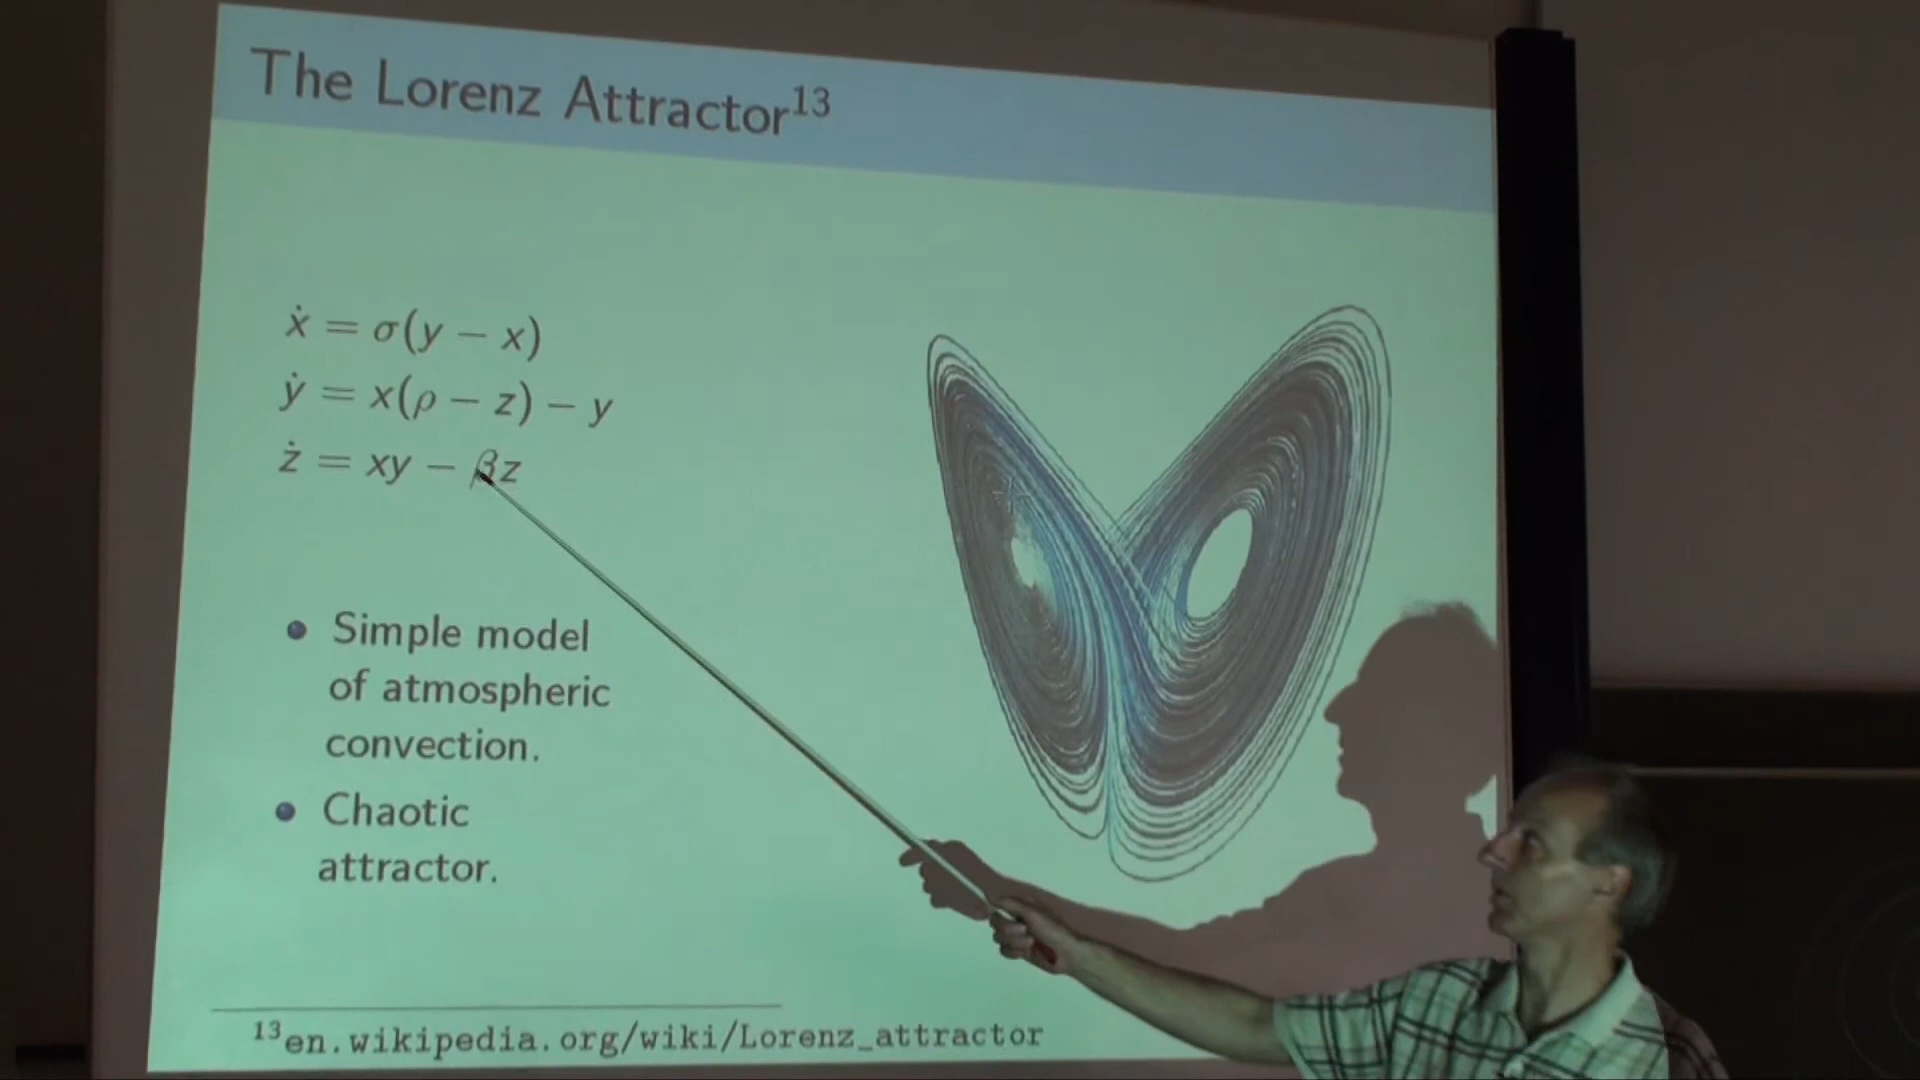 The Lorenz Attractor¹³
ẋ = σ(y − x)
ẏ = x(ρ − z) − y
ż = xy − βz
• Simple model
of atmospheric
convection.
• Chaotic
attractor.
¹³en.wikipedia.org/wiki/Lorenz_attractor